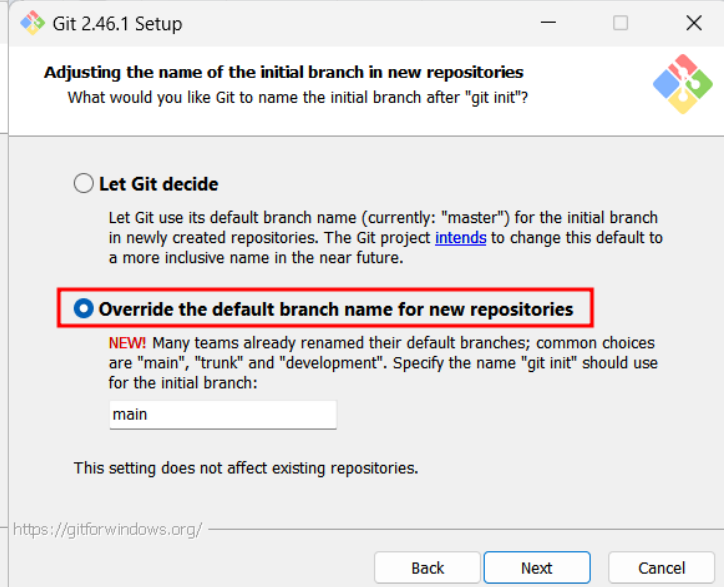 Git 2.46.1 Setup
Adjusting the name of the initial branch in new repositories
What would you like Git to name the initial branch after "git init"?
Let Git decide
Let Git use its default branch name (currently: "master") for the initial branch
in newly created repositories. The Git project intends to change this default to
a more inclusive name in the near future.
Override the default branch name for new repositories
NEW! Many teams already renamed their default branches; common choices
are "main", "trunk" and "development". Specify the name "git init" should use
for the initial branch:
main
This setting does not affect existing repositories.
https://gitforwindows.org/
Back
Next
Cancel